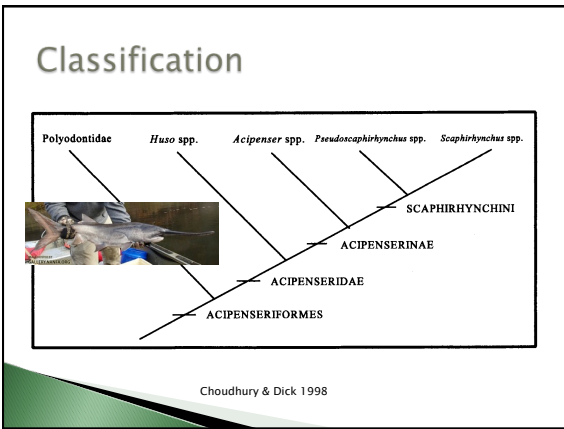 Classification
Polyodontidae Huso spp. Acipenser spp. Pseudoscaphirhynchus spp. Scaphirhynchus spp.
SCAPHIRHYNCHINI
ACIPENSERINAE
ACIPENSERIDAE
ACIPENSERIFORMES
Choudhury & Dick 1998